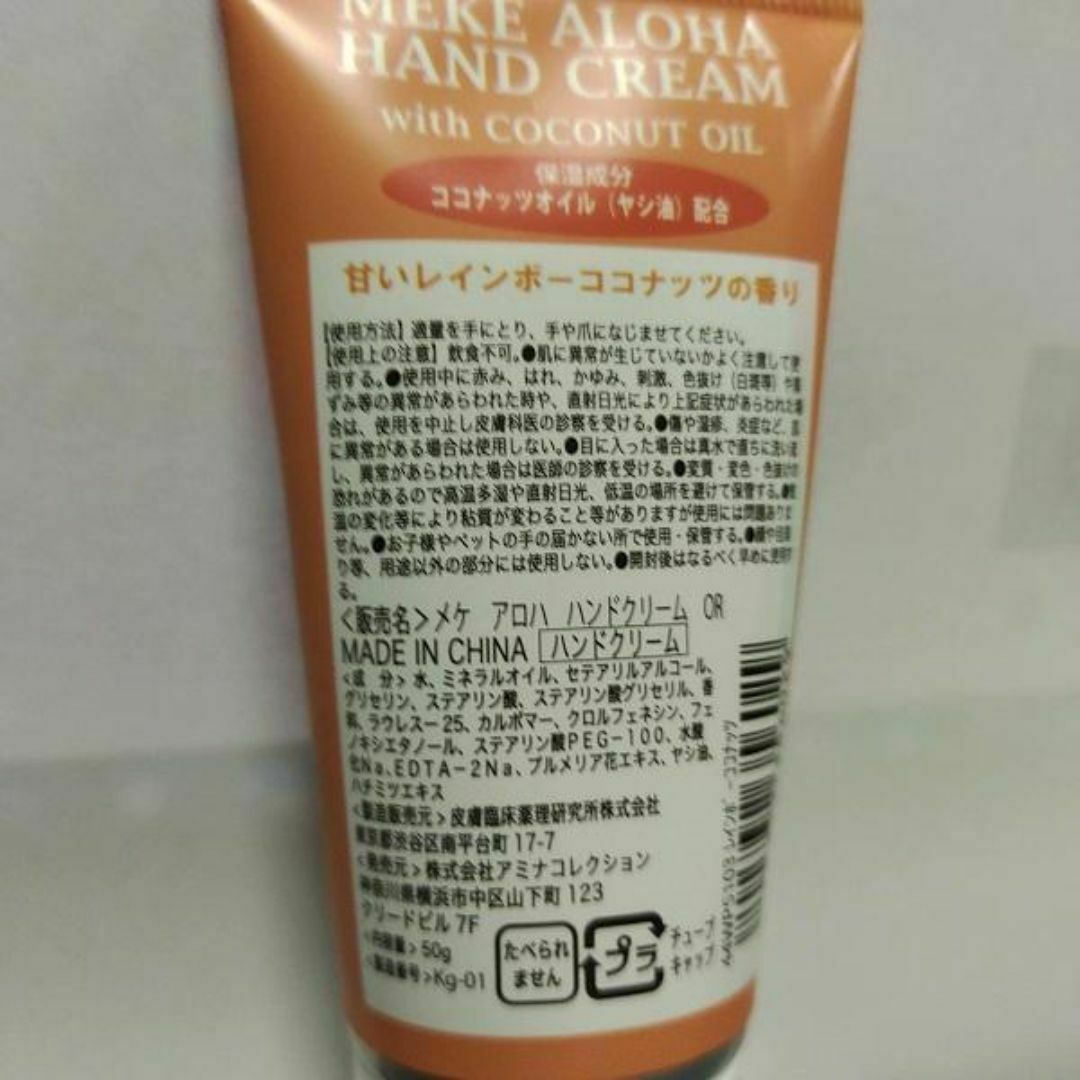 MEKE ALOHA
HAND CREAM
with COCONUT OIL
保湿成分
ココナッツオイル（ヤシ油）配合
甘いレインボーココナッツの香り
【使用方法】適量を手にとり、手や爪になじませてください。
【使用上の注意】飲食不可。●肌に異常が生じていないかよく注意して使
用する。●使用中に赤み、はれ、かゆみ、刺激、色抜け（白斑等）や黒
ずみ等の異常があらわれた時や、直射日光により上記症状があらわれた場
合は、使用を中止し皮膚科医の診察を受ける。●傷や湿疹、炎症など、肌
に異常がある場合は使用しない。●目に入った場合は真水で直ちに洗い流
し、異常があらわれた場合は医師の診察を受ける。●変質・変色・色抜けの
恐れがあるので高温多湿や直射日光、低温の場所を避けて保管する。●
温の変化等により粘質が変わること等がありますが使用には問題ありま
せん。●お子様やペットの手の届かない所で使用・保管する。●
り等、用途以外の部分には使用しない。●開封後はなるべく早めに使用す
る。
＜販売名＞メケ アロハ ハンドクリーム OR
MADE IN CHINA ハンドクリーム
＜成 分＞水、ミネラルオイル、セテアリルアルコール、
グリセリン、ステアリン酸、ステアリン酸グリセリル、香
料、ラウレスー25、カルボマー、クロルフェネシン、フェ
ノキシエタノール、ステアリン酸PEG－100、水酸
化Na、EDTA－2Na、プルメリア花エキス、ヤシ油、
ハチミツエキス
＜製造販売元＞皮膚臨床薬理研究所株式会社
東京都渋谷区南平台町 17-7
＜発売元＞株式会社アミナコレクション
神奈川県横浜市中区山下町 123
クリードビル 7F
＜内容量＞50g
＜製品番号＞Kg-01
たべられ
ません
プラ
チューブ
キャップ
レインボーココナッツ